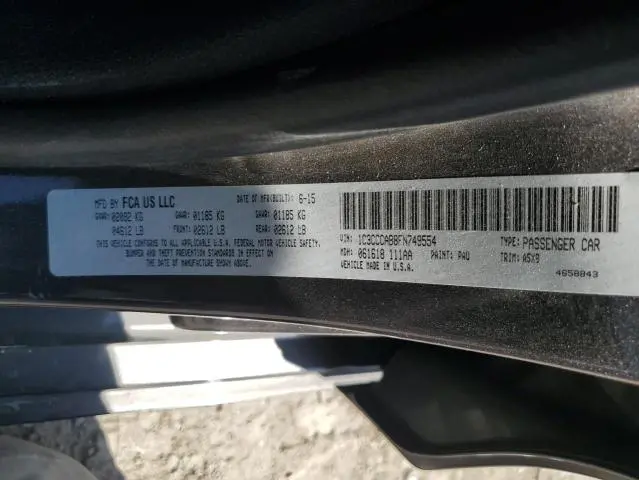 MFD BY FCA US LLC DATE OF MFR(BUILT): 6-15
GVWR: 02092 KG GAWR: 01185 KG GAWR: 01185 KG
04612 LB FRONT: 02612 LB REAR: 02612 LB
THIS VEHICLE CONFORMS TO ALL APPLICABLE U.S.A. FEDERAL MOTOR VEHICLE SAFETY,
BUMPER AND THEFT PREVENTION STANDARDS IN EFFECT ON
THE DATE OF MANUFACTURE SHOWN ABOVE.
VIN: 1C3CCCAB8FN749554 TYPE: PASSENGER CAR
MDH: 061610 111AA PAINT: PAU TRIM: A5X9
VEHICLE MADE IN U.S.A. 4658843